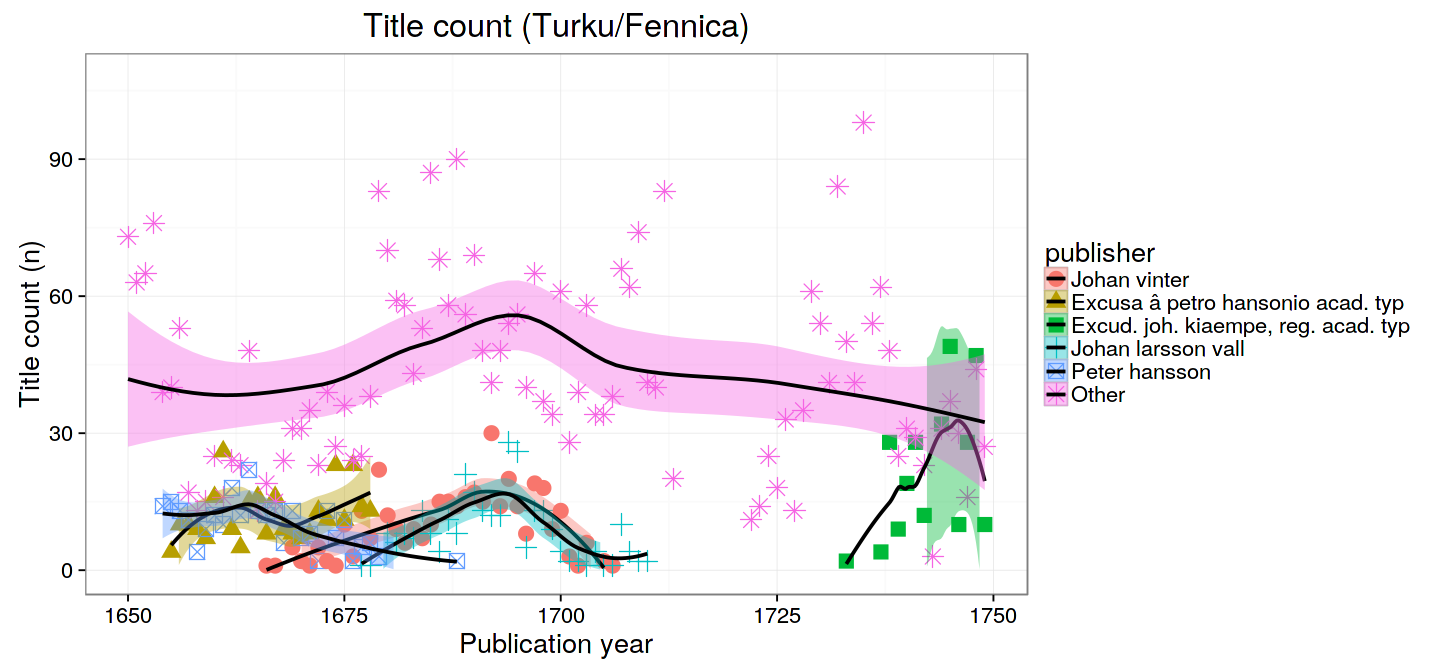 Title count (Turku/Fennica)
Title count (n)
90
60
30
0
1650 1675 1700 1725 1750
Publication year
publisher
Johan vinter
Excusa â petro hansonio acad. typ
Excud. joh. kiaempe, reg. acad. typ
Johan larsson vall
Peter hansson
Other